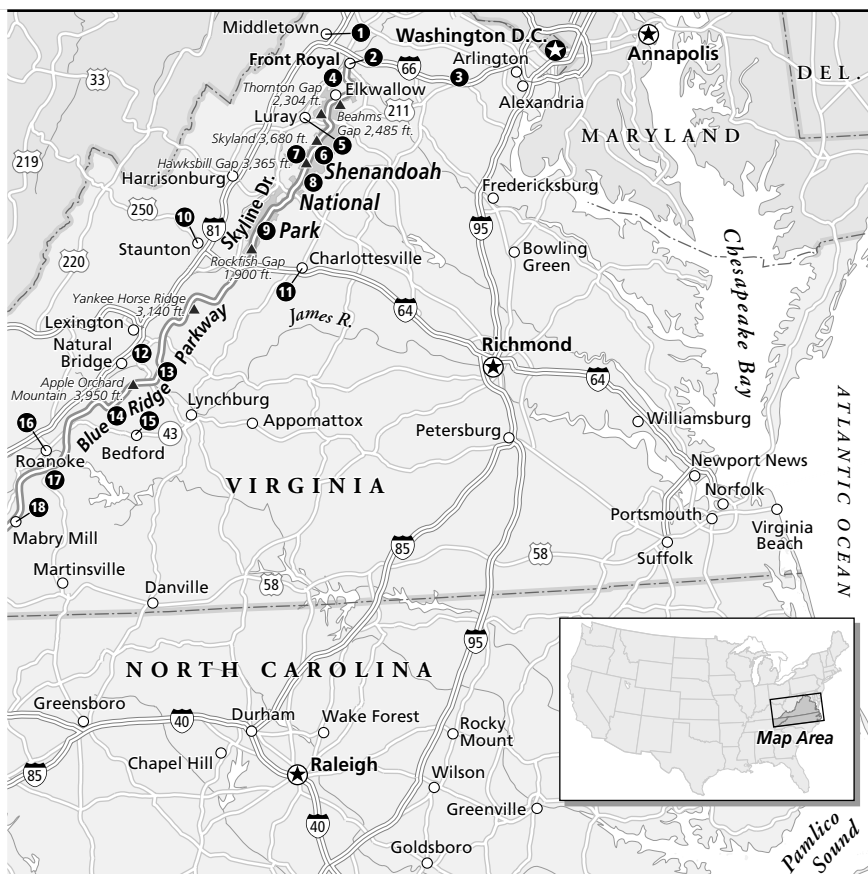 Middletown
1
Washington D.C.
Annapolis
Front Royal
2
Arlington
66
3
DEL.
33
4
Thornton Gap
2,304 ft.
Elkwallow
Alexandria
211
Luray
Beahms
Gap 2,485 ft.
MARYLAND
Skyland 3,680 ft.
5
219
Hawksbill Gap 3,365 ft.
7
6
Shenandoah
Harrisonburg
8
National
Fredericksburg
250
10
81
Skyline Dr.
9
Park
95
Staunton
Bowling
Green
Chesapeake Bay
220
Rockfish Gap
1,900 ft.
Charlottesville
11
Yankee Horse Ridge
3,140 ft.
James R.
64
Lexington
Natural
Bridge
12
Blue Ridge Parkway
Richmond
13
64
Apple Orchard
Mountain 3,950 ft.
ATLANTIC OCEAN
16
14
15
Lynchburg
Appomattox
Williamsburg
43
Petersburg
Roanoke
Bedford
17
Newport News
VIRGINIA
Norfolk
18
Portsmouth
Virginia
Beach
Mabry Mill
85
58
Suffolk
Martinsville
58
Danville
95
NORTH CAROLINA
Greensboro
40
Durham
Wake Forest
Rocky
Mount
Map Area
Chapel Hill
85
Raleigh
Wilson
Greenville
40
Goldsboro
Pamlico
Sound